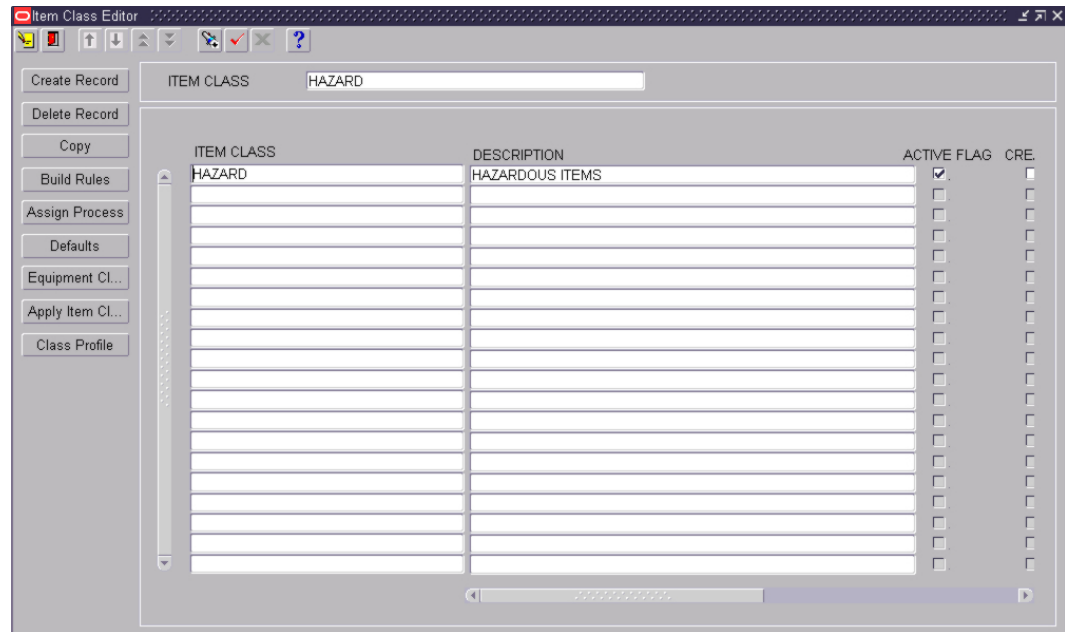 Item Class Editor
?
Create Record
ITEM CLASS HAZARD
Delete Record
Copy
Build Rules
Assign Process
Defaults
Equipment Cl...
Apply Item Cl...
Class Profile
ITEM CLASS DESCRIPTION ACTIVE FLAG CRE.
HAZARD HAZARDOUS ITEMS